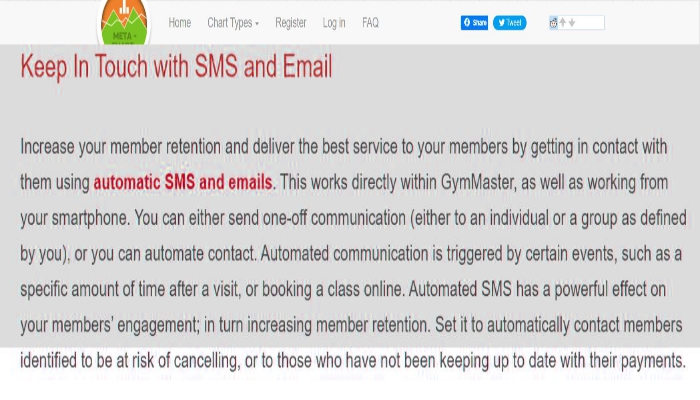 META -
Home Chart Types Register Log in FAQ Share Tweet
Keep In Touch with SMS and Email
Increase your member retention and deliver the best service to your members by getting in contact with
them using automatic SMS and emails. This works directly within GymMaster, as well as working from
your smartphone. You can either send one-off communication (either to an individual or a group as defined
by you), or you can automate contact. Automated communication is triggered by certain events, such as a
specific amount of time after a visit, or booking a class online. Automated SMS has a powerful effect on
your members' engagement; in turn increasing member retention. Set it to automatically contact members
identified to be at risk of cancelling, or to those who have not been keeping up to date with their payments.